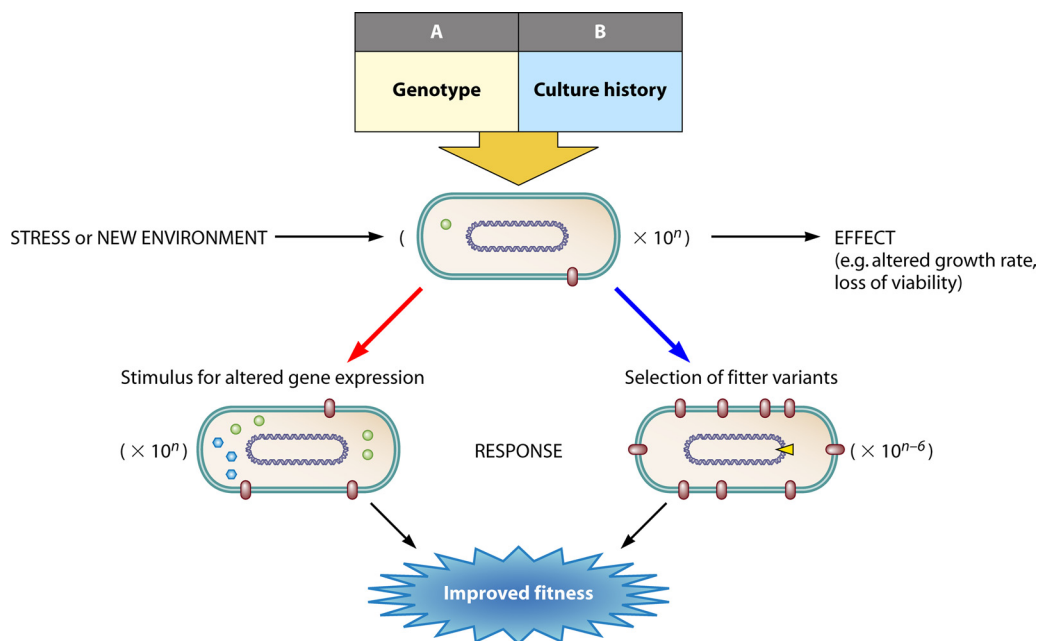 A B
Genotype Culture history
STRESS or NEW ENVIRONMENT ( × 10ⁿ) EFFECT
(e.g. altered growth rate,
loss of viability)
Stimulus for altered gene expression Selection of fitter variants
( × 10ⁿ) RESPONSE ( × 10ⁿ⁻⁶)
Improved fitness